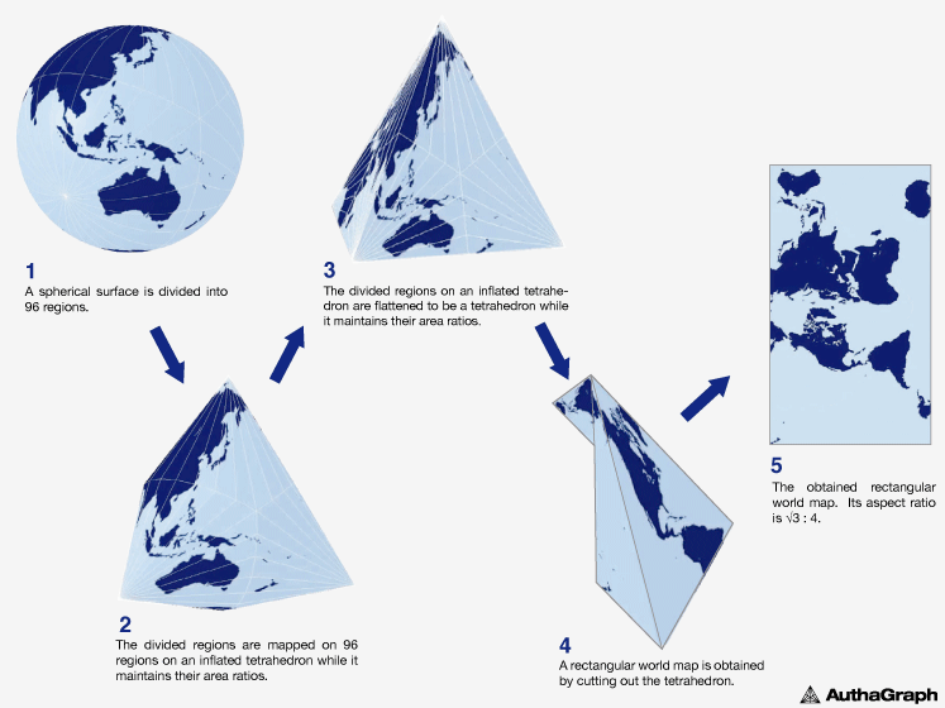 1
A spherical surface is divided into
96 regions.
2
The divided regions are mapped on 96
regions on an inflated tetrahedron while it
maintains their area ratios.
3
The divided regions on an inflated tetrahe-
dron are flattened to be a tetrahedron while
it maintains their area ratios.
4
A rectangular world map is obtained
by cutting out the tetrahedron.
5
The obtained rectangular
world map. Its aspect ratio
is √3 : 4.
AuthaGraph